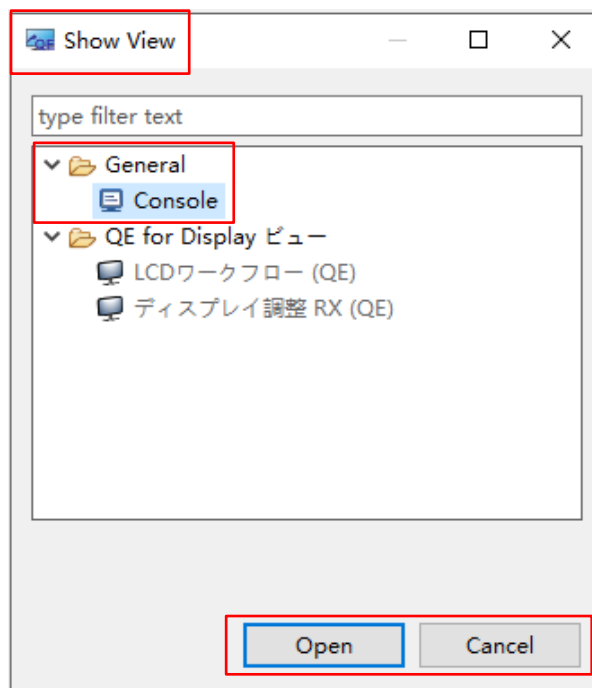 Show View
type filter text
General
Console
QE for Display ビュー
LCDワークフロー (QE)
ディスプレイ調整 RX (QE)
Open
Cancel